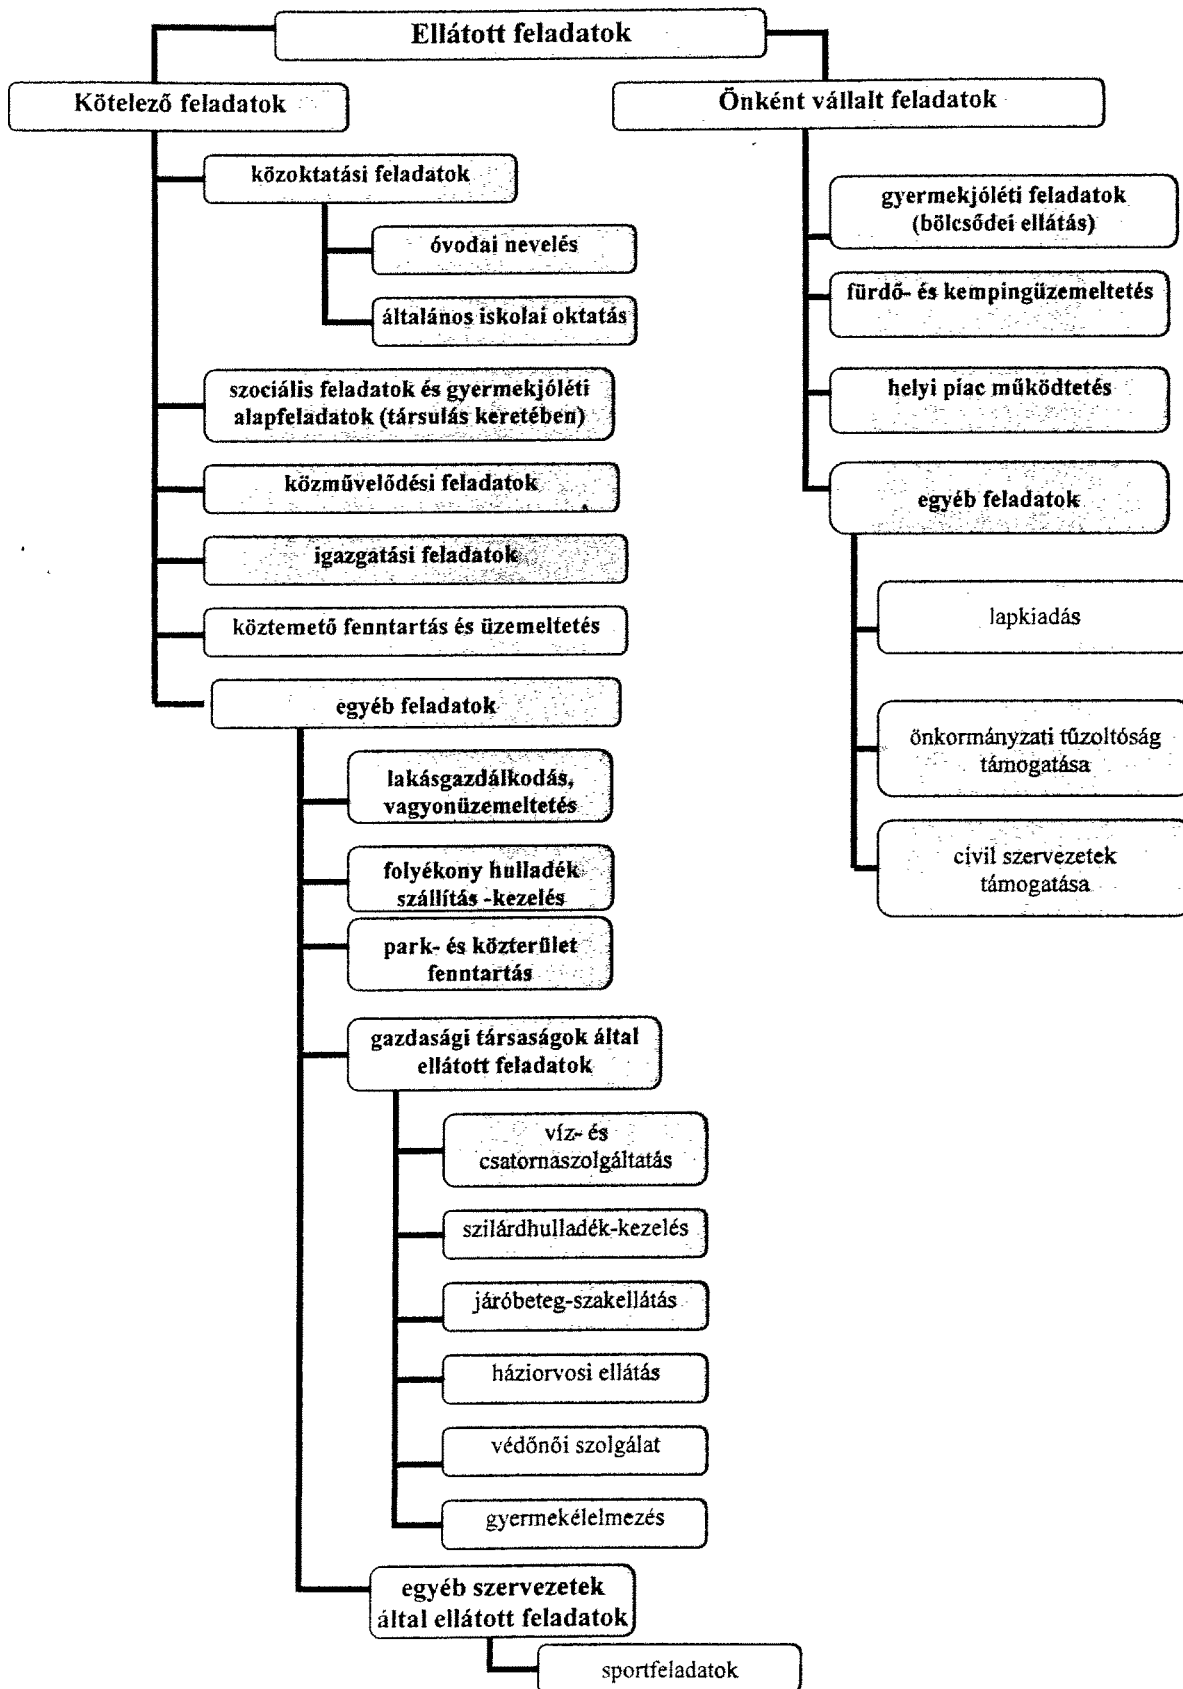 Ellátott feladatok
Kötelező feladatok
közoktatási feladatok
óvodai nevelés
általános iskolai oktatás
szociális feladatok és gyermekjóléti
alapfeladatok (társulás keretében)
közművelődési feladatok
igazgatási feladatok
köztemető fenntartás és üzemeltetés
egyéb feladatok
lakásgazdálkodás,
vagyonüzemeltetés
folyékony hulladék
szállítás -kezelés
park- és közterület
fenntartás
gazdasági társaságok által
ellátott feladatok
víz- és
csatornaszolgáltatás
szilárdhulladék-kezelés
járóbeteg-szakellátás
háziorvosi ellátás
védőnői szolgálat
gyermekélelmezés
egyéb szervezetek
által ellátott feladatok
sportfeladatok
Önként vállalt feladatok
gyermekjóléti feladatok
(bölcsődei ellátás)
fürdő- és kempingüzemeltetés
helyi piac működtetés
egyéb feladatok
lapkiadás
önkormányzati tűzoltóság
támogatása
civil szervezetek
támogatása